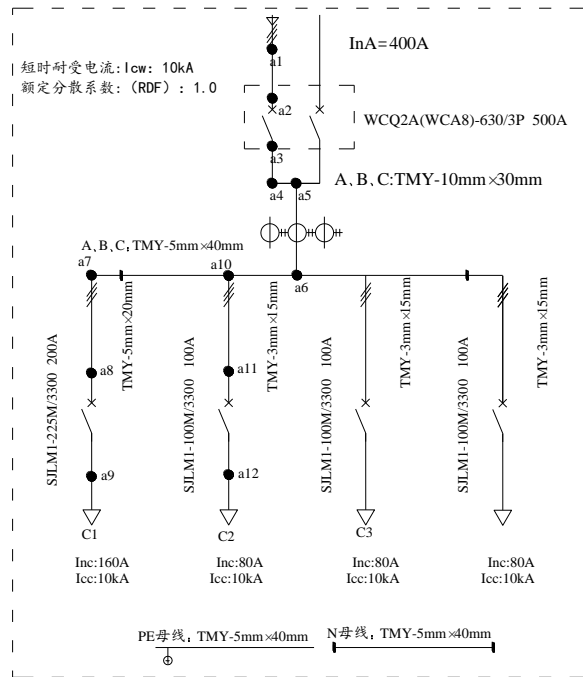 a1
InA=400A
短时耐受电流:Icw: 10kA
额定分散系数: (RDF) : 1.0
a2
WCQ2A(WCA8)-630/3P 500A
a3
a4
a5
A、B、C:TMY-10mm×30mm
A、B、C:TMY-5mm×40mm
a7
a10
a6
SJLM1-225M/3300 200A
TMY-5mm×20mm
SJLM1-100M/3300 100A
TMY-3mm×15mm
SJLM1-100M/3300 100A
TMY-3mm×15mm
SJLM1-100M/3300 100A
TMY-3mm×15mm
a8
a11
a9
a12
C1
C2
C3
Inc:160A
Icc:10kA
Inc:80A
Icc:10kA
Inc:80A
Icc:10kA
Inc:80A
Icc:10kA
PE母线: TMY-5mm×40mm
N母线: TMY-5mm×40mm